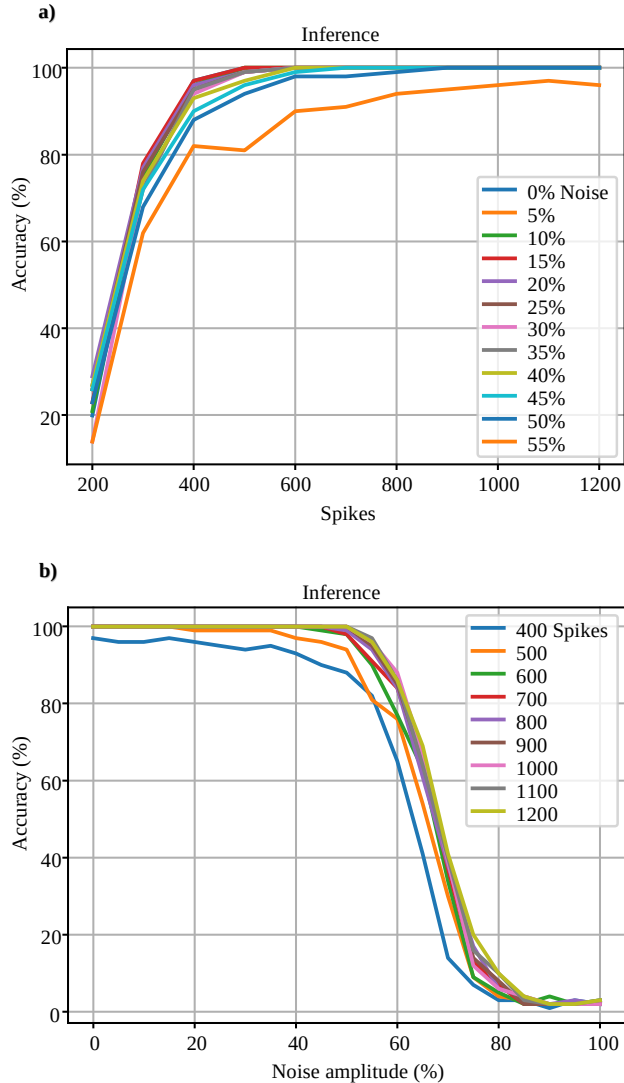 a)
Inference
100
80
60
40
20
Accuracy (%)
0% Noise
5%
10%
15%
20%
25%
30%
35%
40%
45%
50%
55%
200 400 600 800 1000 1200
Spikes
b)
Inference
100
80
60
40
20
0
Accuracy (%)
400 Spikes
500
600
700
800
900
1000
1100
1200
0 20 40 60 80 100
Noise amplitude (%)